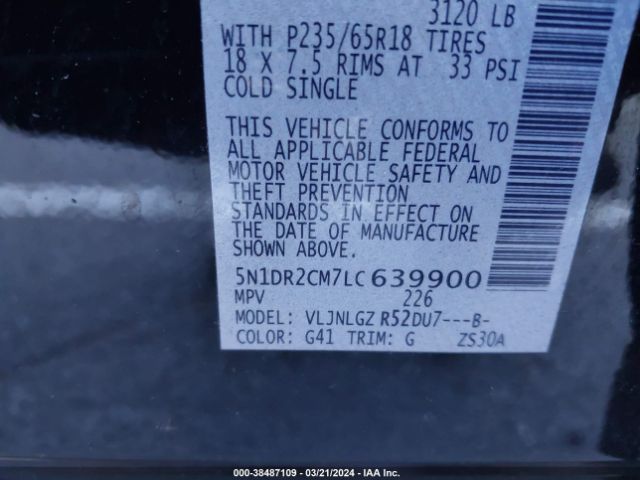 3120 LB
WITH P235/65R18 TIRES
18 X 7.5 RIMS AT 33 PSI
COLD SINGLE
THIS VEHICLE CONFORMS TO
ALL APPLICABLE FEDERAL
MOTOR VEHICLE SAFETY AND
THEFT PREVENTION
STANDARDS IN EFFECT ON
THE DATE OF MANUFACTURE
SHOWN ABOVE.
5N1DR2CM7LC639900
MPV 226
MODEL: VLJNLGZ R52DU7---B-
COLOR: G41 TRIM: G ZS30A
000-38487109 - 03/21/2024 - IAA Inc.